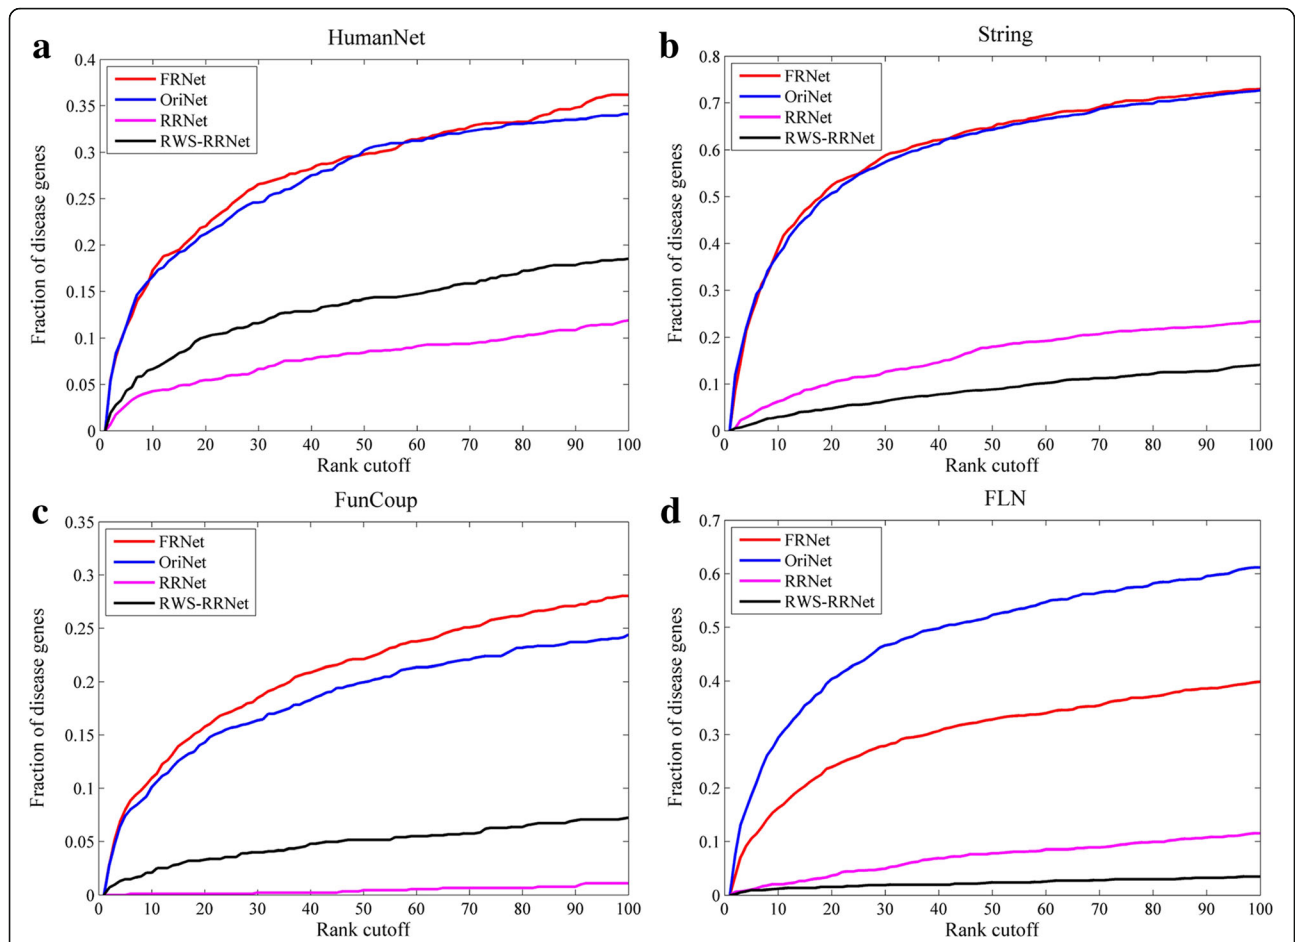 a
HumanNet
0.4
0.35
0.3
0.25
0.2
0.15
0.1
0.05
0
Fraction of disease genes
FRNet
OriNet
RRNet
RWS-RRNet
0 10 20 30 40 50 60 70 80 90 100
Rank cutoff
b
String
0.8
0.7
0.6
0.5
0.4
0.3
0.2
0.1
0
Fraction of disease genes
FRNet
OriNet
RRNet
RWS-RRNet
0 10 20 30 40 50 60 70 80 90 100
Rank cutoff
c
FunCoup
0.35
0.3
0.25
0.2
0.15
0.1
0.05
0
Fraction of disease genes
FRNet
OriNet
RRNet
RWS-RRNet
0 10 20 30 40 50 60 70 80 90 100
Rank cutoff
d
FLN
0.7
0.6
0.5
0.4
0.3
0.2
0.1
0
Fraction of disease genes
FRNet
OriNet
RRNet
RWS-RRNet
0 10 20 30 40 50 60 70 80 90 100
Rank cutoff